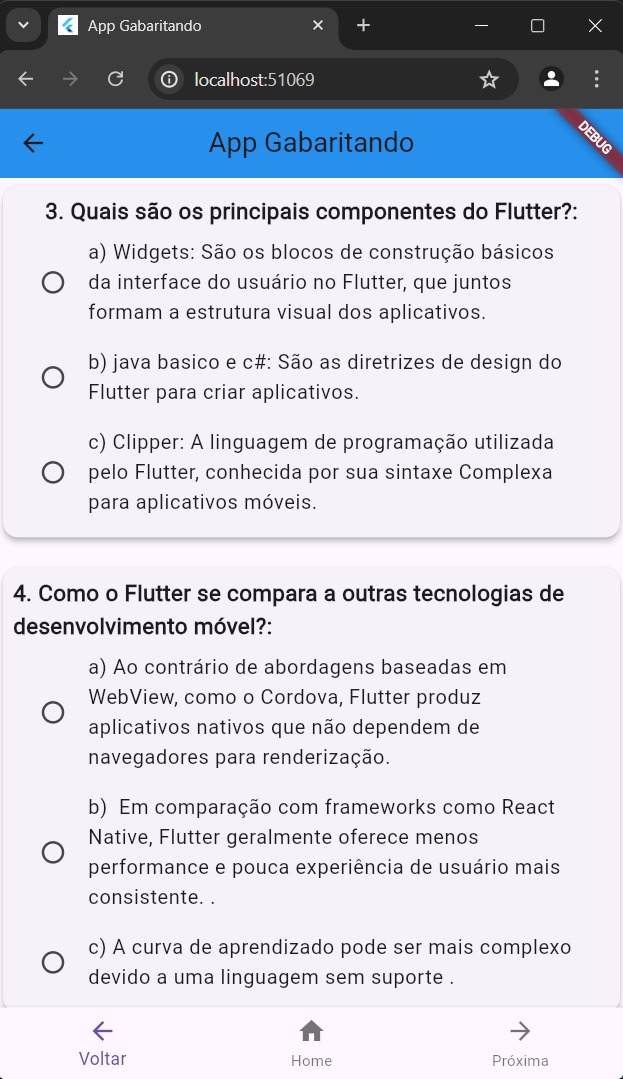 App Gabaritando
localhost:51069
App Gabaritando
DEBUG
3. Quais são os principais componentes do Flutter?:
a) Widgets: São os blocos de construção básicos
da interface do usuário no Flutter, que juntos
formam a estrutura visual dos aplicativos.
b) java basico e c#: São as diretrizes de design do
Flutter para criar aplicativos.
c) Clipper: A linguagem de programação utilizada
pelo Flutter, conhecida por sua sintaxe Complexa
para aplicativos móveis.
4. Como o Flutter se compara a outras tecnologias de
desenvolvimento móvel?:
a) Ao contrário de abordagens baseadas em
WebView, como o Cordova, Flutter produz
aplicativos nativos que não dependem de
navegadores para renderização.
b)  Em comparação com frameworks como React
Native, Flutter geralmente oferece menos
performance e pouca experiência de usuário mais
consistente. .
c) A curva de aprendizado pode ser mais complexo
devido a uma linguagem sem suporte .
Voltar
Home
Próxima